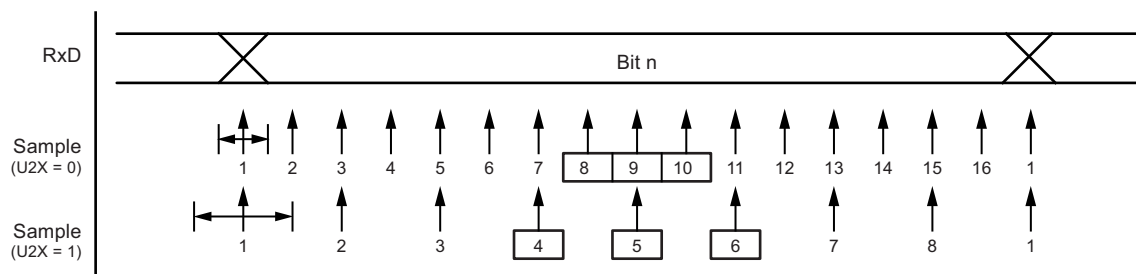 RxD Bit n
Sample
(U2X = 0) 1 2 3 4 5 6 7 8 9 10 11 12 13 14 15 16 1
Sample
(U2X = 1) 1 2 3 4 5 6 7 8 1